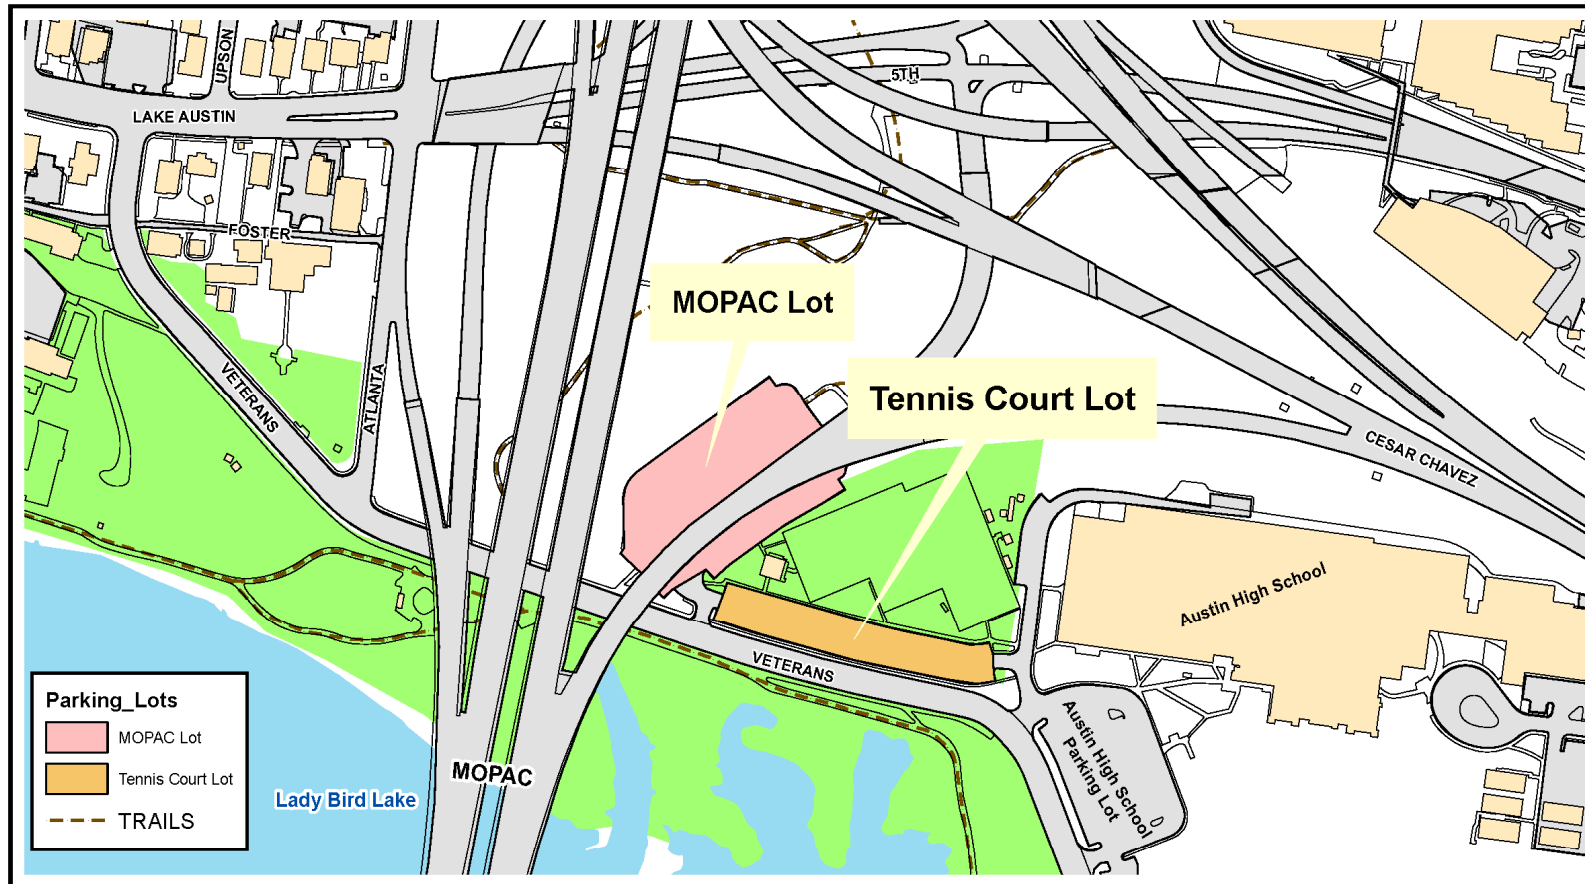 UPSON
5TH
LAKE AUSTIN
FOSTER
MOPAC Lot
VETERANS
ATLANTA
Tennis Court Lot
CESAR CHAVEZ
Austin High School
VETERANS
Parking_Lots
MOPAC Lot
Tennis Court Lot
TRAILS
Lady Bird Lake
MOPAC
Austin High School
Parking Lot